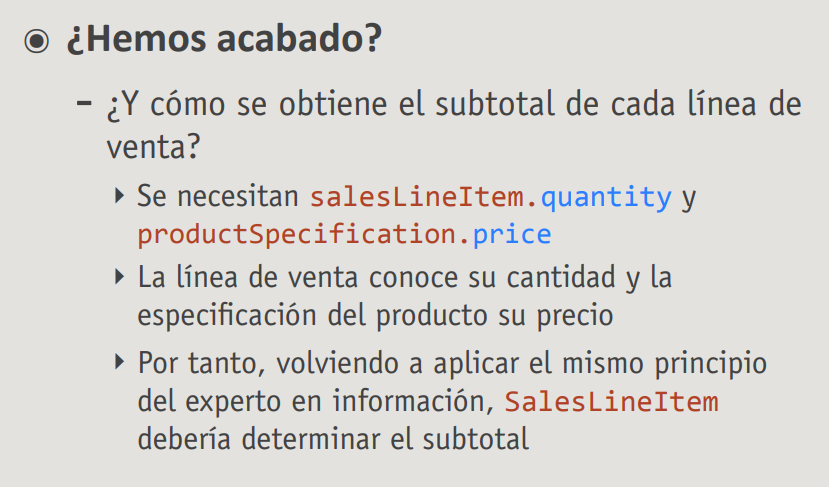 ◉ ¿Hemos acabado?
– ¿Y cómo se obtiene el subtotal de cada línea de
venta?
‣ Se necesitan salesLineItem.quantity y
productSpecification.price
‣ La línea de venta conoce su cantidad y la
especificación del producto su precio
‣ Por tanto, volviendo a aplicar el mismo principio
del experto en información, SalesLineItem
debería determinar el subtotal